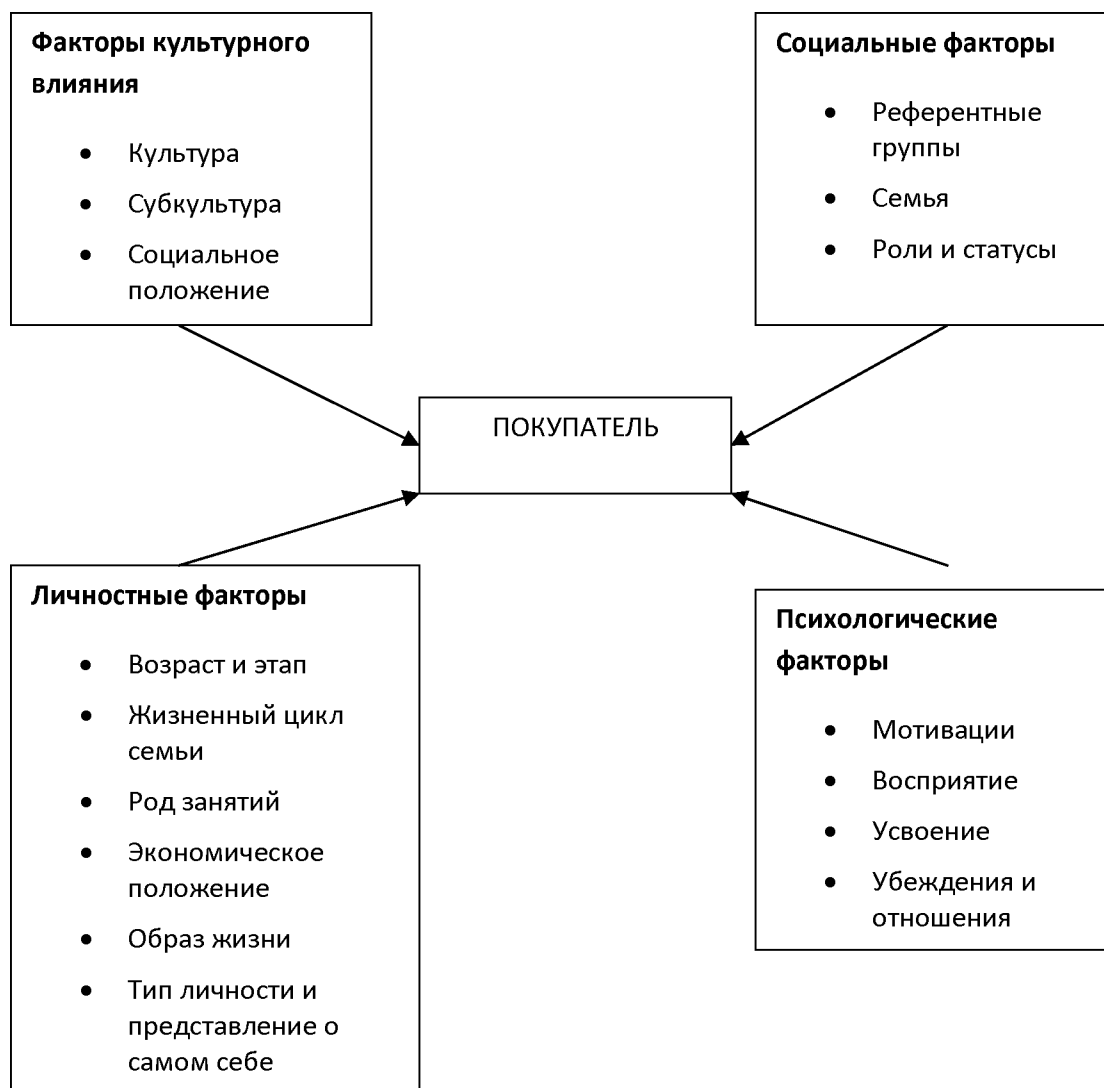 Факторы культурного
влияния
• Культура
• Субкультура
• Социальное
положение
Социальные факторы
• Референтные
группы
• Семья
• Роли и статусы
ПОКУПАТЕЛЬ
Личностные факторы
• Возраст и этап
• Жизненный цикл
семьи
• Род занятий
• Экономическое
положение
• Образ жизни
• Тип личности и
представление о
самом себе
Психологические
факторы
• Мотивации
• Восприятие
• Усвоение
• Убеждения и
отношения